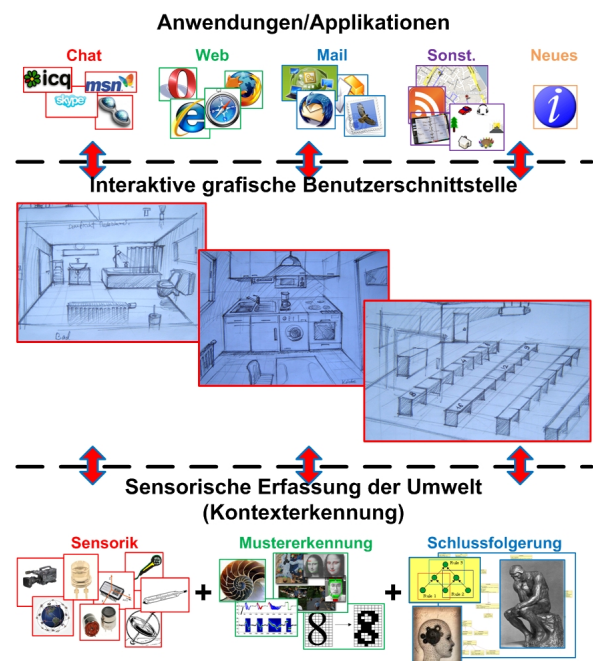 Anwendungen/Applikationen
Chat
Web
Mail
Sonst.
Neues
icq
msn
skype
Interaktive grafische Benutzerschnittstelle
Bad
Sensorische Erfassung der Umwelt
(Kontexterkennung)
Sensorik
Mustererkennung
Schlussfolgerung
+
+